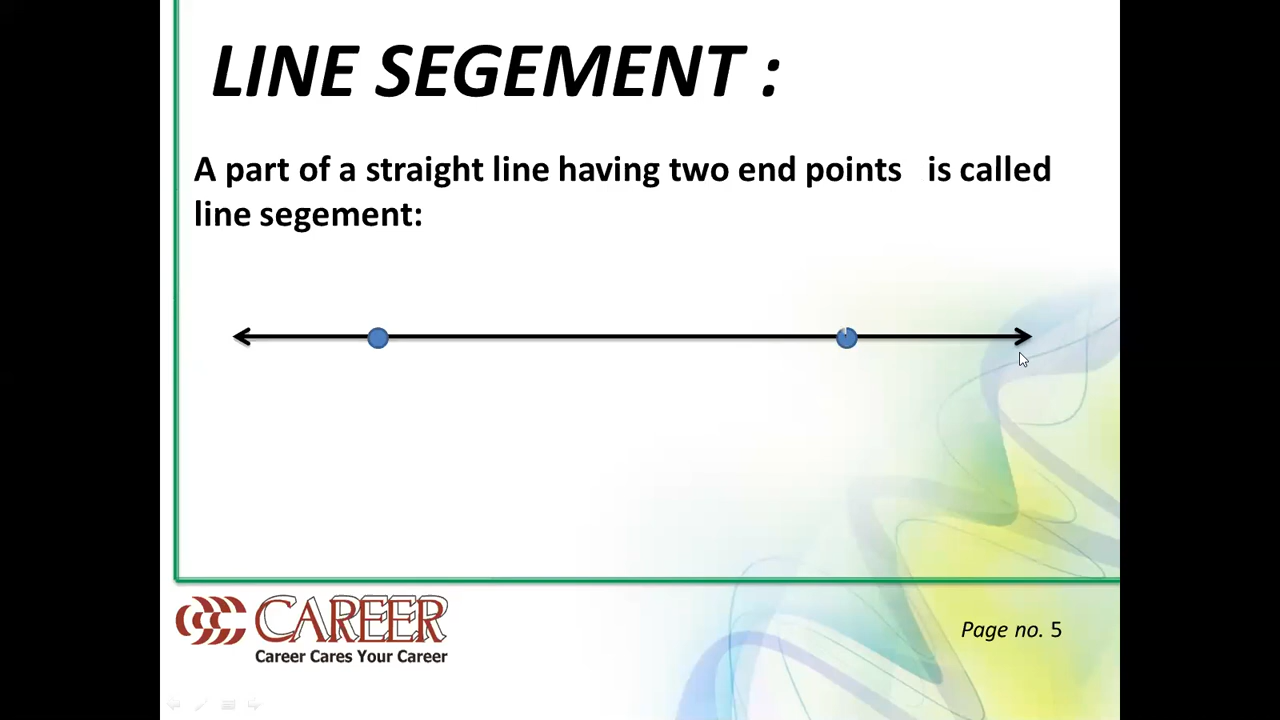 LINE SEGEMENT :
A part of a straight line having two end points is called
line segement:
CAREER
Career Cares Your Career
Page no. 5